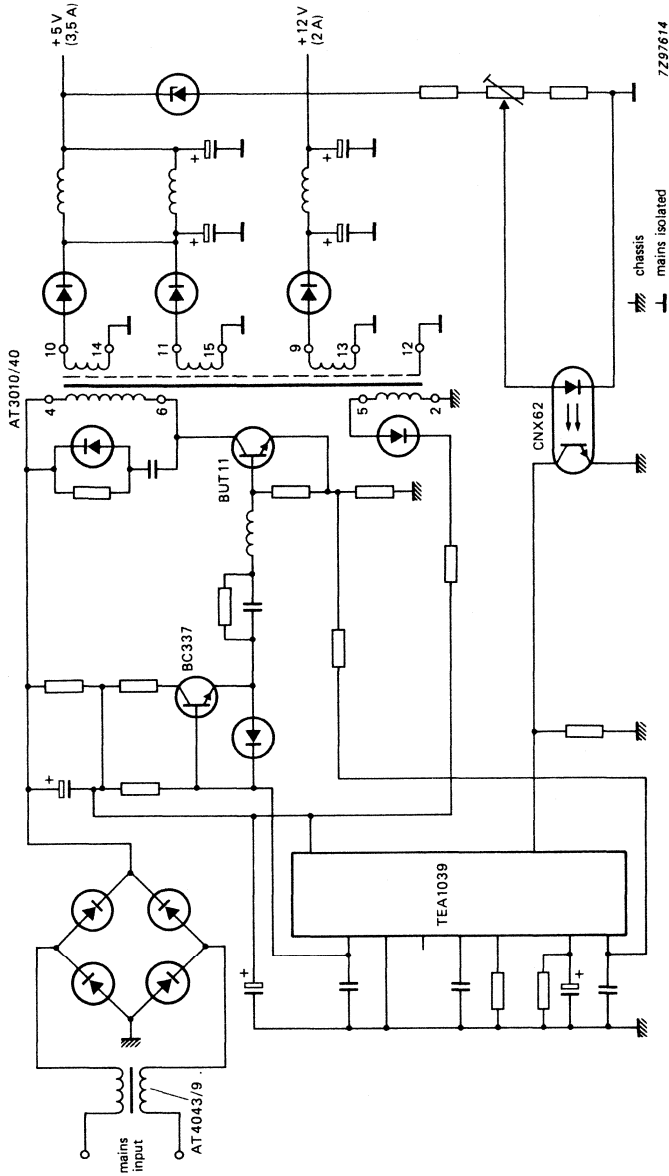 AT3010/40
+5 V
(3,5 A)
+12 V
(2 A)
4
6
5
2
10
14
11
15
9
13
12
BUT11
BC337
+
+
+
+
+
+
+
+
+
mains
input
AT4043/9
TEA1039
CNX62
chassis
mains isolated
7Z97614